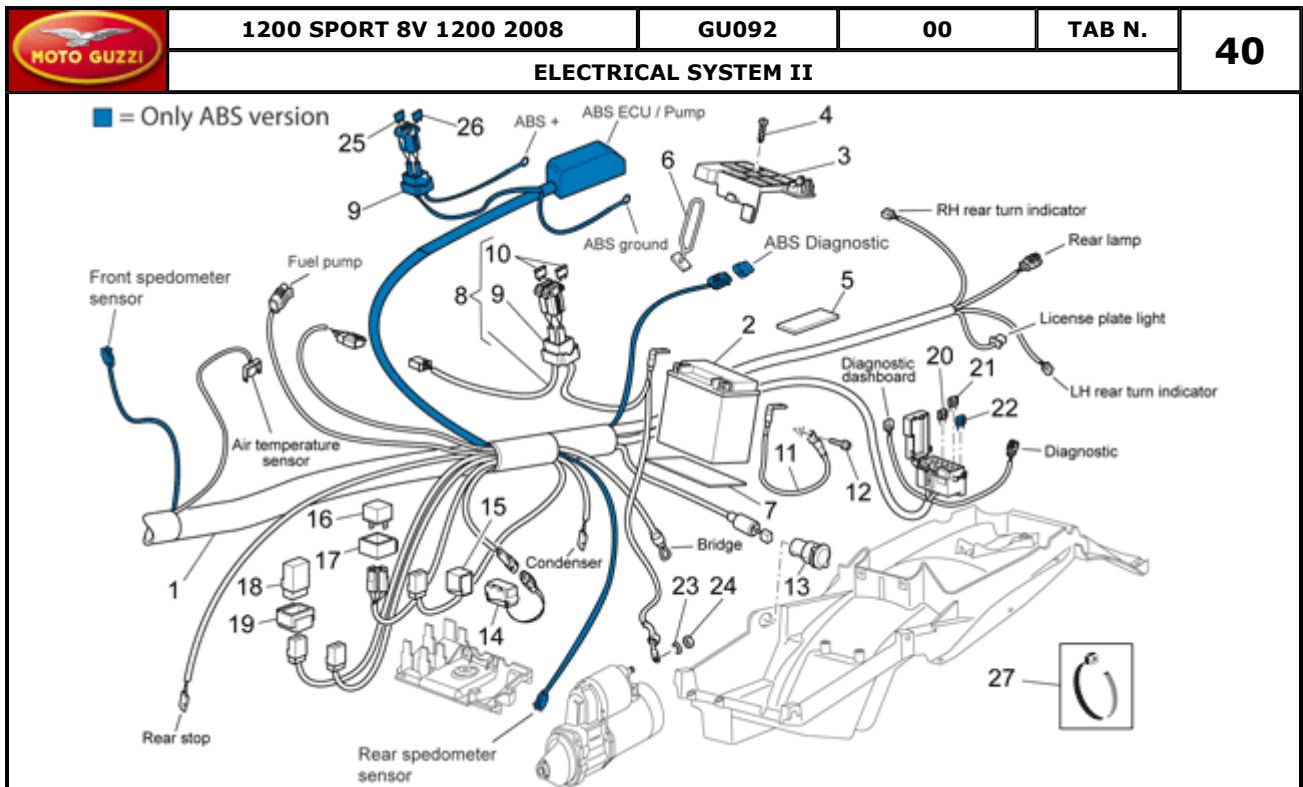 MOTO GUZZI
1200 SPORT 8V 1200 2008
GU092
00
TAB N.
40
ELECTRICAL SYSTEM II
= Only ABS version
25
26
ABS +
ABS ECU / Pump
4
3
6
9
RH rear turn indicator
ABS ground
ABS Diagnostic
Rear lamp
Front spedometer
sensor
Fuel pump
10
8
9
5
2
License plate light
Diagnostic
dashboard
20
21
22
LH rear turn indicator
Air temperature
sensor
11
12
Diagnostic
7
16
15
17
Condenser
Bridge
13
1
18
19
14
23
24
27
Rear stop
Rear spedometer
sensor